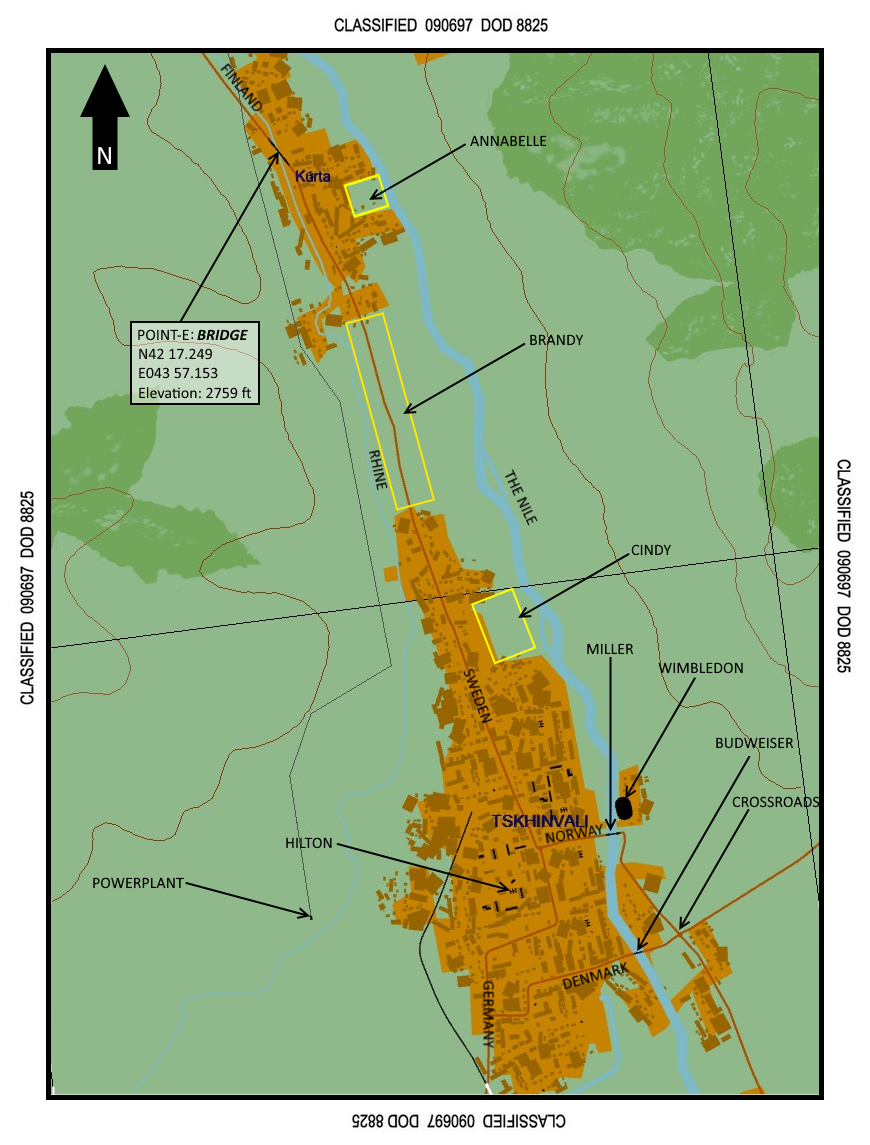 CLASSIFIED 090697 DOD 8825
FINLAND
N
ANNABELLE
Kurta
POINT-E: BRIDGE
N42 17.249
E043 57.153
Elevation: 2759 ft
BRANDY
RHINE
THE NILE
CLASSIFIED 090697 DOD 8825
CLASSIFIED 090697 DOD 8825
CINDY
MILLER
WIMBLEDON
SWEDEN
BUDWEISER
CROSSROADS
TSKHINVALI
NORWAY
HILTON
POWERPLANT
DENMARK
GERMANY
CLASSIFIED 090697 DOD 8825